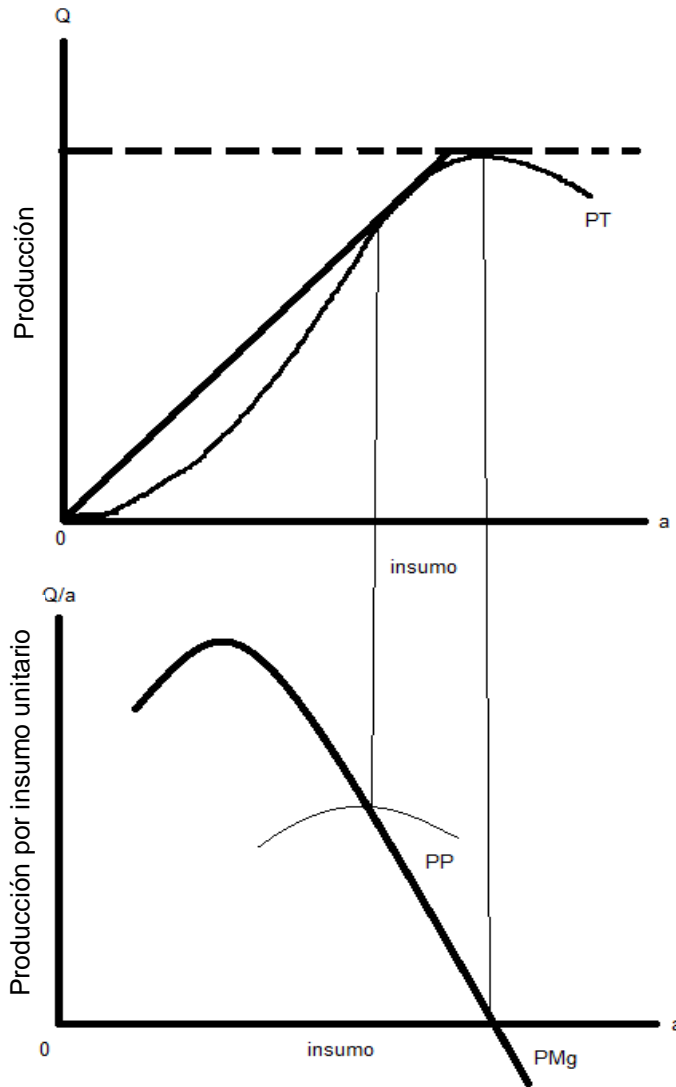 Q
Producción
PT
0
a
insumo
Q/a
Producción por insumo unitario
PP
0
insumo
PMg
a